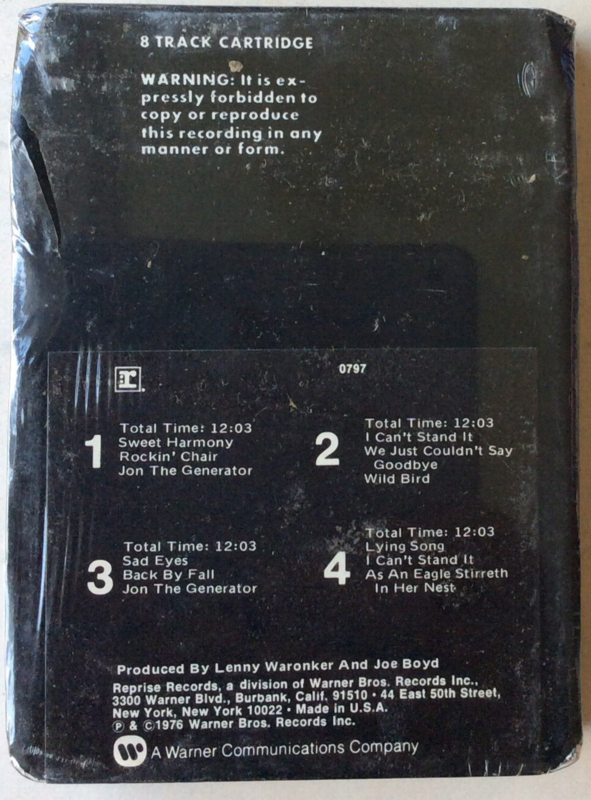 8 TRACK CARTRIDGE
WARNING: It is ex-
pressly forbidden to
copy or reproduce
this recording in any
manner or form.
r
0797
1
Total Time: 12:03
Sweet Harmony
Rockin' Chair
Jon The Generator
2
Total Time: 12:03
I Can't Stand It
We Just Couldn't Say
Goodbye
Wild Bird
3
Total Time: 12:03
Sad Eyes
Back By Fall
Jon The Generator
4
Total Time: 12:03
Lying Song
I Can't Stand It
As An Eagle Stirreth
In Her Nest
Produced By Lenny Waronker And Joe Boyd
Reprise Records, a division of Warner Bros. Records Inc.,
3300 Warner Blvd., Burbank, Calif. 91510 • 44 East 50th Street,
New York, New York 10022 • Made in U.S.A.
Ⓟ & Ⓒ1976 Warner Bros. Records Inc.
W A Warner Communications Company